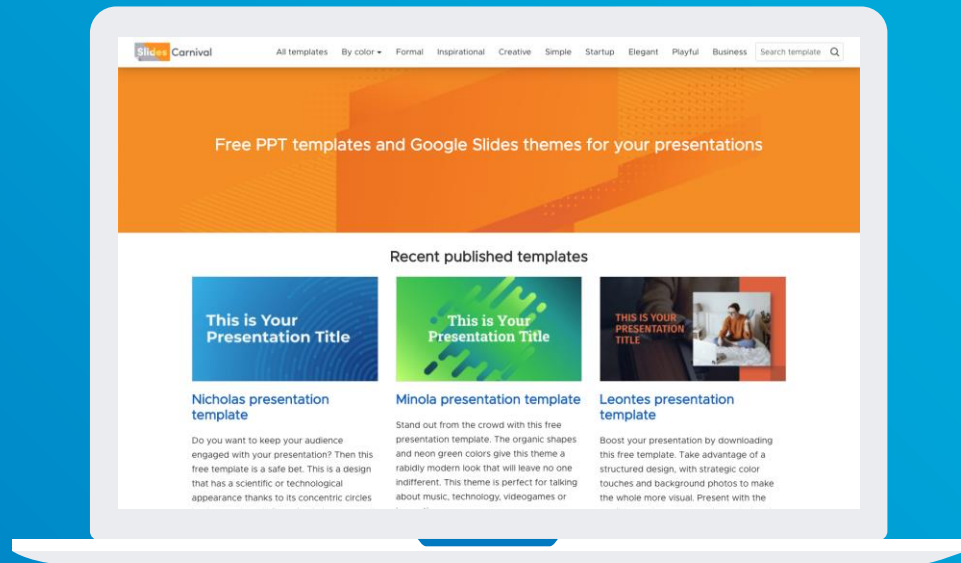 Slides Carnival
All templates By color Formal Inspirational Creative Simple Startup Elegant Playful Business Search template
Free PPT templates and Google Slides themes for your presentations
Recent published templates
This is Your
Presentation Title
Nicholas presentation
template
Do you want to keep your audience
engaged with your presentation? Then this
free template is a safe bet. This is a design
that has a scientific or technological
appearance thanks to its concentric circles
This is Your
Presentation Title
Minola presentation template
Stand out from the crowd with this free
presentation template. The organic shapes
and neon green colors give this theme a
rabidly modern look that will leave no one
indifferent. This theme is perfect for talking
about music, technology, videogames or
THIS IS YOUR
PRESENTATION
TITLE
Leontes presentation
template
Boost your presentation by downloading
this free template. Take advantage of a
structured design, with strategic color
touches and background photos to make
the whole more visual. Present with the